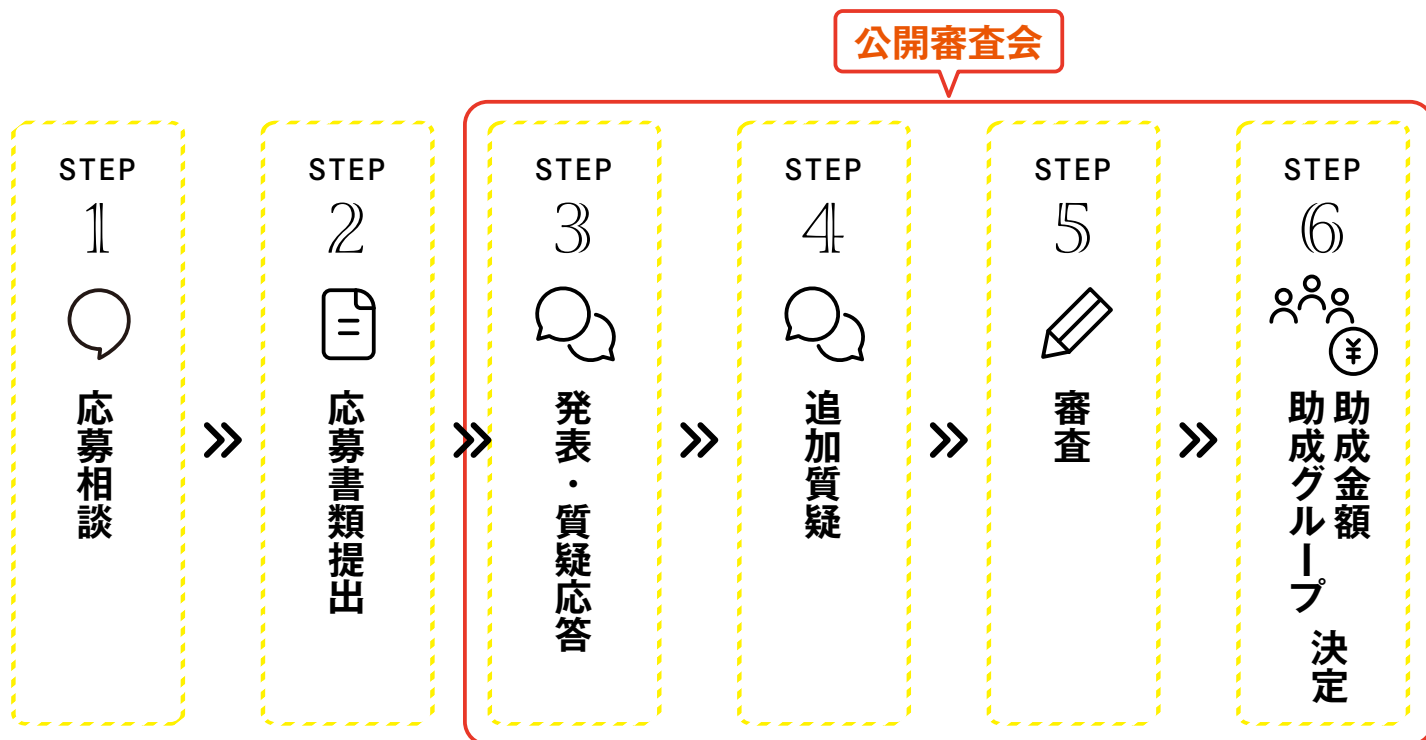 公開審査会
STEP
1
応募相談
STEP
2
応募書類提出
STEP
3
発表・質疑応答
STEP
4
追加質疑
STEP
5
審査
STEP
6
¥
助成金額
助成グループ
決定